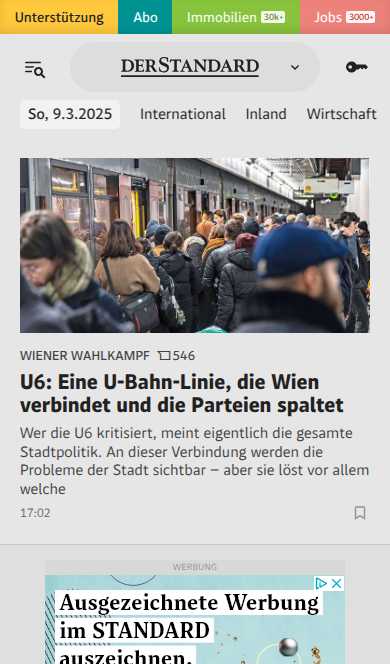 Unterstützung Abo Immobilien 30k+ Jobs 3000+
DERSTANDARD
So, 9.3.2025 International Inland Wirtschaft
WIENER WAHLKAMPF 546
U6: Eine U-Bahn-Linie, die Wien
verbindet und die Parteien spaltet
Wer die U6 kritisiert, meint eigentlich die gesamte
Stadtpolitik. An dieser Verbindung werden die
Probleme der Stadt sichtbar – aber sie löst vor allem
welche
17:02
WERBUNG
Ausgezeichnete Werbung
im STANDARD
auszeichnen.